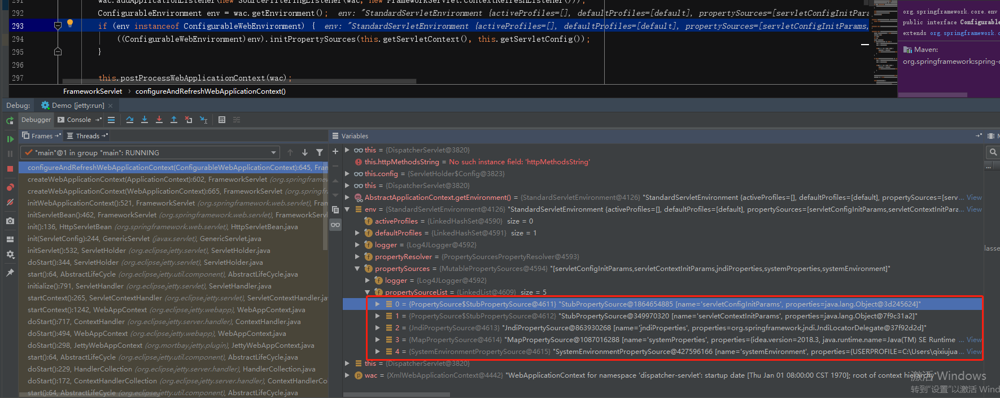 291 wac.addApplicationListener(new SourceFilteringListener(wac, new FrameworkServlet.ContextRefreshListener()));
292 ConfigurableEnvironment env = wac.getEnvironment(); env: "StandardServletEnvironment {activeProfiles=[], defaultProfiles=[default], propertySources=[servletConfigInitPara
293 if (env instanceof ConfigurableWebEnvironment) { env: "StandardServletEnvironment {activeProfiles=[], defaultProfiles=[default], propertySources=[servletConfigInitParams,
294 ((ConfigurableWebEnvironment)env).initPropertySources(this.getServletContext(), this.getServletConfig());
295 }
296
297 this.postProcessWebApplicationContext(wac);
org.springframework.core.env
public interface Configurable
extends org.springframework.c
Maven:
org.springframework:spring-c
FrameworkServlet › configureAndRefreshWebApplicationContext()
Debug: Demo [jetty:run] ×
Debugger Console
Frames Threads
Variables
"main"@1 in group "main": RUNNING
configureAndRefreshWebApplicationContext(ConfigurableWebApplicationContext):645, Fran
createWebApplicationContext(ApplicationContext):602, FrameworkServlet (org.springframew
createWebApplicationContext(WebApplicationContext):665, FrameworkServlet (org.springfr
initWebApplicationContext():521, FrameworkServlet (org.springframework.web.servlet), Fram
initServletBean():462, FrameworkServlet (org.springframework.web.servlet), FrameworkServl
init():136, HttpServletBean (org.springframework.web.servlet), HttpServletBean.java
init(ServletConfig):244, GenericServlet (javax.servlet), GenericServlet.java
initServlet():532, ServletHolder (org.eclipse.jetty.servlet), ServletHolder.java
doStart():344, ServletHolder (org.eclipse.jetty.servlet), ServletHolder.java
start():64, AbstractLifeCycle (org.eclipse.jetty.util.component), AbstractLifeCycle.java
initialize():791, ServletHandler (org.eclipse.jetty.servlet), ServletHandler.java
startContext():265, ServletContextHandler (org.eclipse.jetty.servlet), ServletContextHandler.ja
startContext():1242, WebAppContext (org.eclipse.jetty.webapp), WebAppContext.java
doStart():717, ContextHandler (org.eclipse.jetty.server.handler), ContextHandler.java
doStart():494, WebAppContext (org.eclipse.jetty.webapp), WebAppContext.java
doStart():298, JettyWebAppContext (org.mortbay.jetty.plugin), JettyWebAppContext.java
start():64, AbstractLifeCycle (org.eclipse.jetty.util.component), AbstractLifeCycle.java
doStart():229, HandlerCollection (org.eclipse.jetty.server.handler), HandlerCollection.java
doStart():172, ContextHandlerCollection (org.eclipse.jetty.server.handler), ContextHandlerCo
start():64, AbstractLifeCycle (org.eclipse.jetty.util.component), AbstractLifeCycle.java
this = {DispatcherServlet@3820}
this.httpMethodsString = No such instance field: 'httpMethodsString'
this.config = {ServletHolder$Config@3823}
this = {DispatcherServlet@3820}
AbstractApplicationContext.getEnvironment() = {StandardServletEnvironment@4126} "StandardServletEnvironment {activeProfiles=[], defaultProfiles=[default], propertySources=[serv... View
env = {StandardServletEnvironment@4126} "StandardServletEnvironment {activeProfiles=[], defaultProfiles=[default], propertySources=[servletConfigInitParams,servletContextInitPara... View
activeProfiles = {LinkedHashSet@4590} size = 0
defaultProfiles = {LinkedHashSet@4591} size = 1
logger = {Log4JLogger@4592}
propertyResolver = {PropertySourcesPropertyResolver@4593}
propertySources = {MutablePropertySources@4594} "[servletConfigInitParams,servletContextInitParams,jndiProperties,systemProperties,systemEnvironment]"
logger = {Log4JLogger@4592}
propertySourceList = {LinkedList@4609} size = 5
0 = {PropertySource$StubPropertySource@4611} "StubPropertySource@1864654885 [name='servletConfigInitParams', properties=java.lang.Object@3d245624]"
1 = {PropertySource$StubPropertySource@4612} "StubPropertySource@349970320 [name='servletContextInitParams', properties=java.lang.Object@7f9c31a2]"
2 = {JndiPropertySource@4613} "JndiPropertySource@863930268 [name='jndiProperties', properties=org.springframework.jndi.JndiLocatorDelegate@37f92d2d]"
3 = {MapPropertySource@4614} "MapPropertySource@1087016288 [name='systemProperties', properties={idea.version=2018.3, java.runtime.name=Java(TM) SE Runtime ... View
4 = {SystemEnvironmentPropertySource@4615} "SystemEnvironmentPropertySource@427596166 [name='systemEnvironment', properties={USERPROFILE=C:\Users\qixiujua ... View
this = {DispatcherServlet@3820}
wac = {XmlWebApplicationContext@4442} "WebApplicationContext for namespace 'dispatcher-servlet': startup date [Thu Jan 01 08:00:00 CST 1970]; root of context hierarchy"
lasse
激活 Windows
转到"设置"以激活 Wind